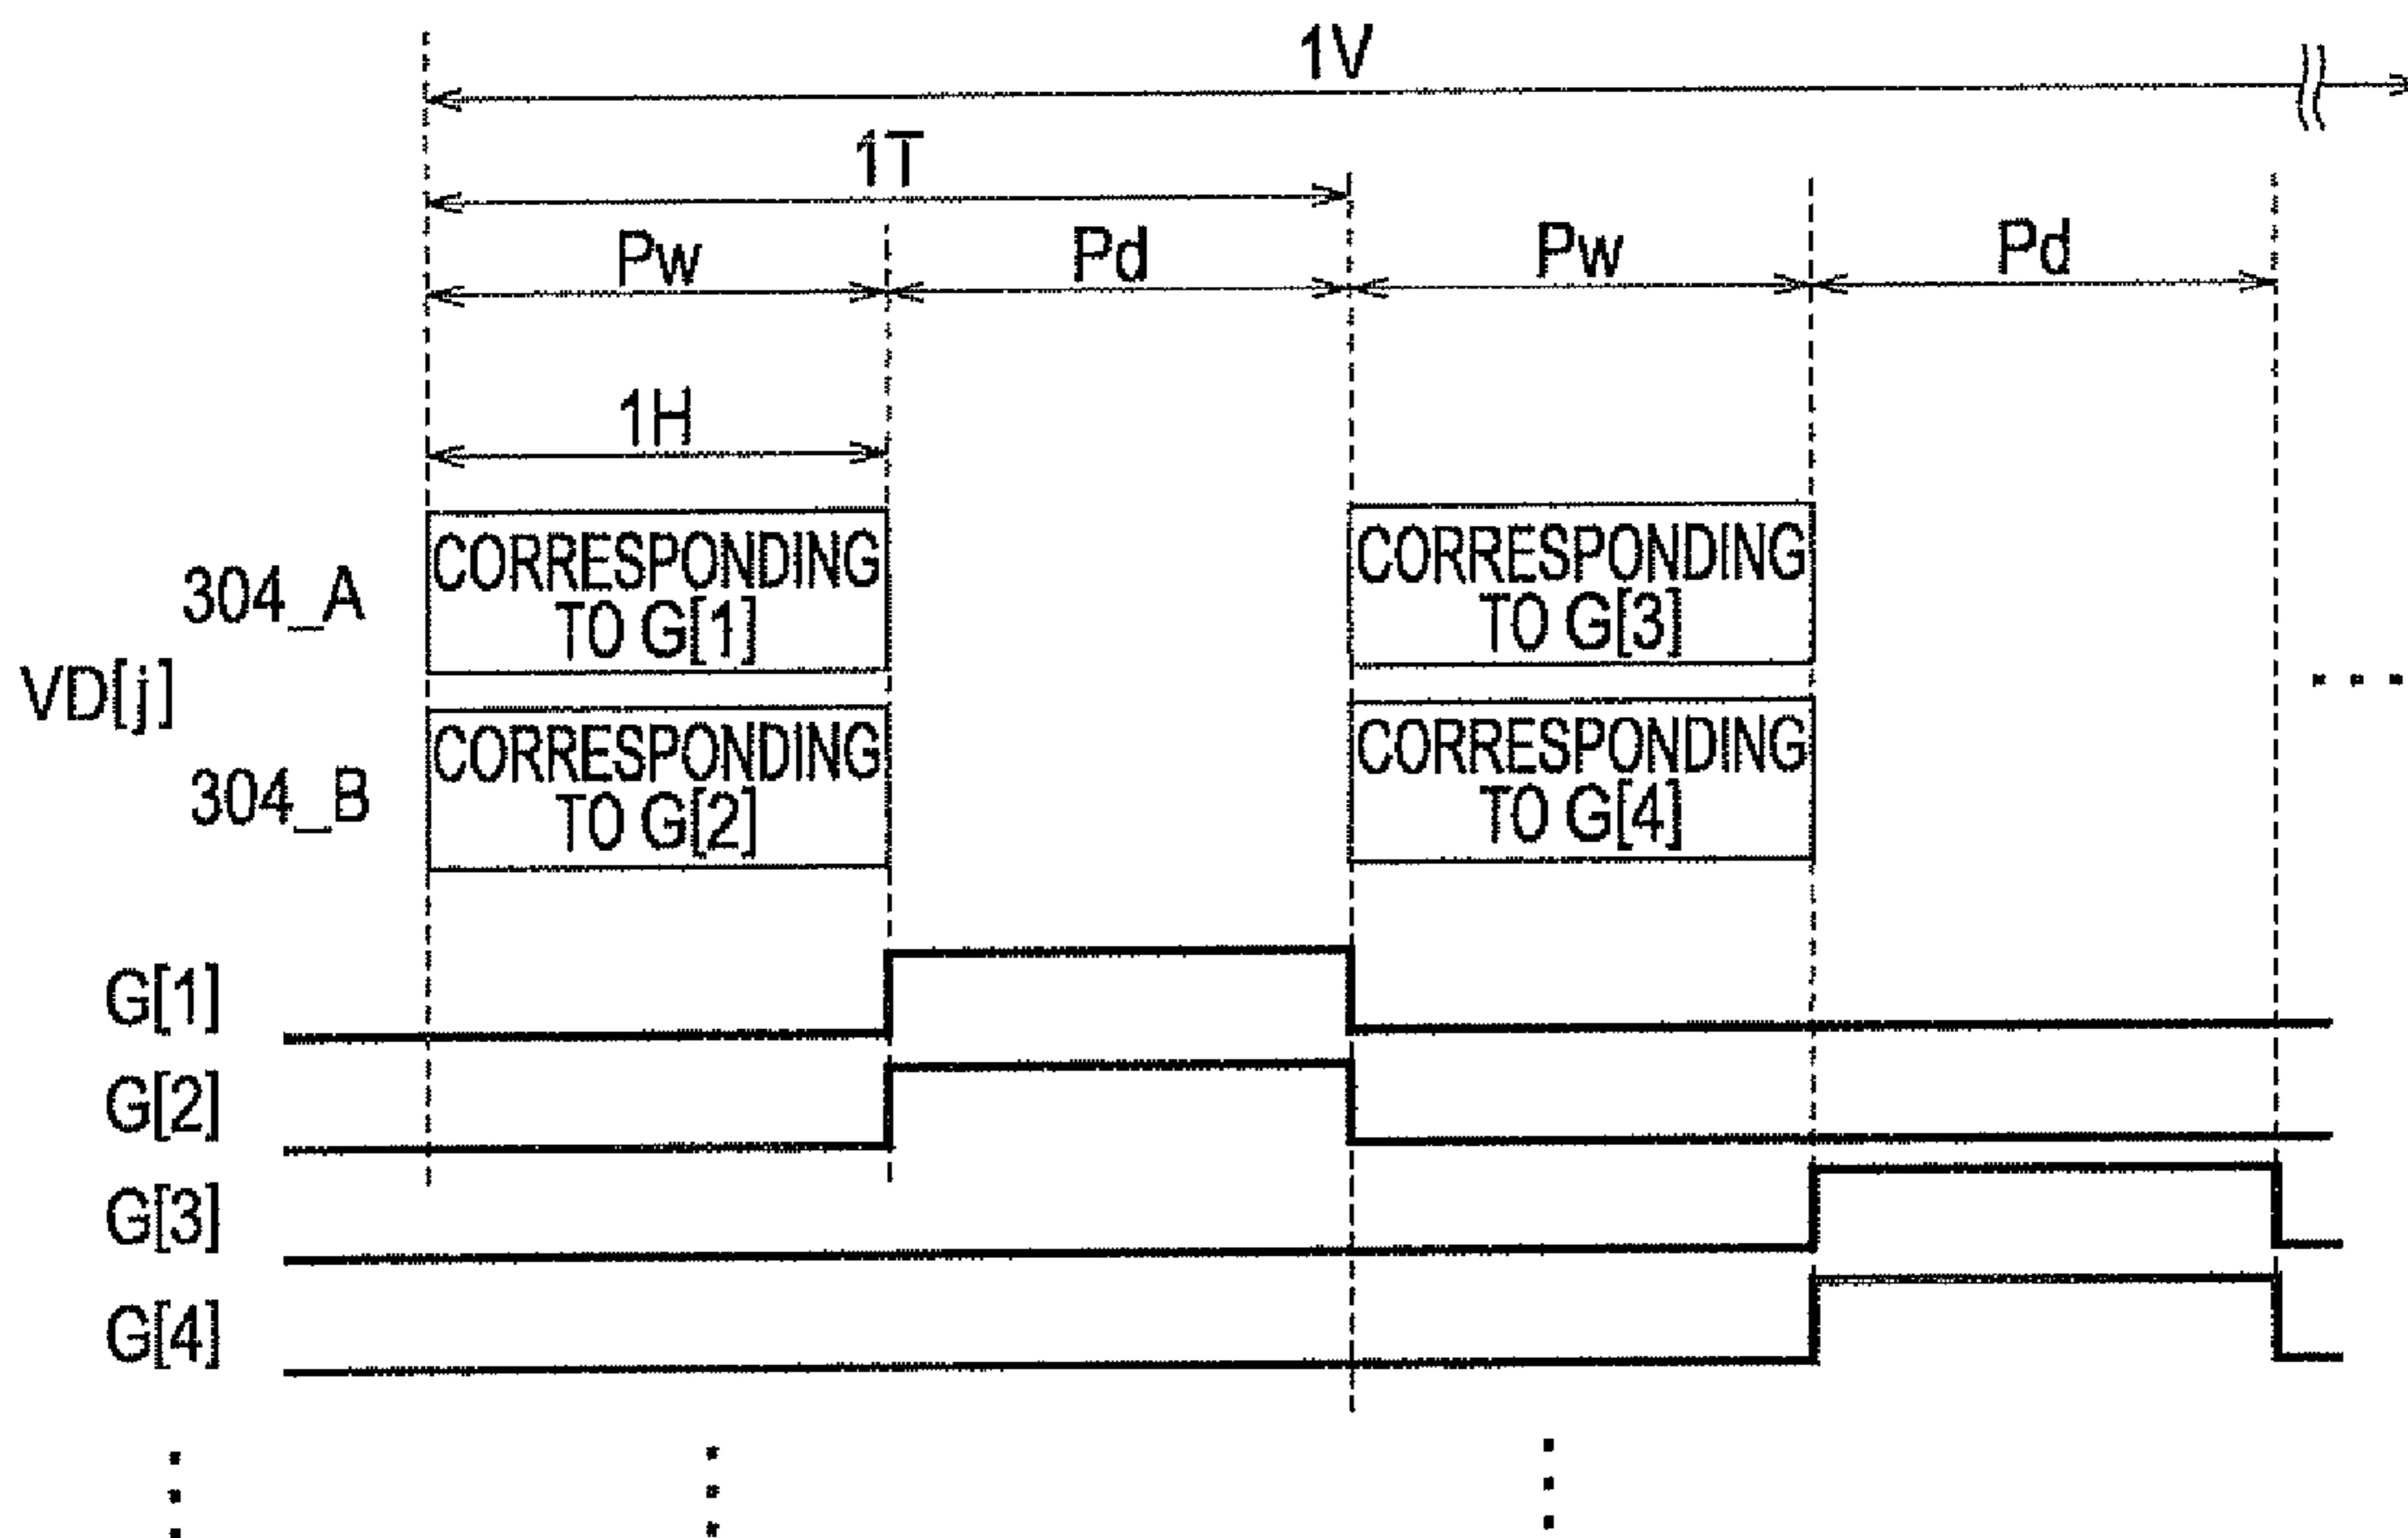 1V
1T
Pw Pd Pw Pd
1H
304_A
CORRESPONDING
TO G[1]
CORRESPONDING
TO G[3]
VD[j]
304_B
CORRESPONDING
TO G[2]
CORRESPONDING
TO G[4]
G[1]
G[2]
G[3]
G[4]